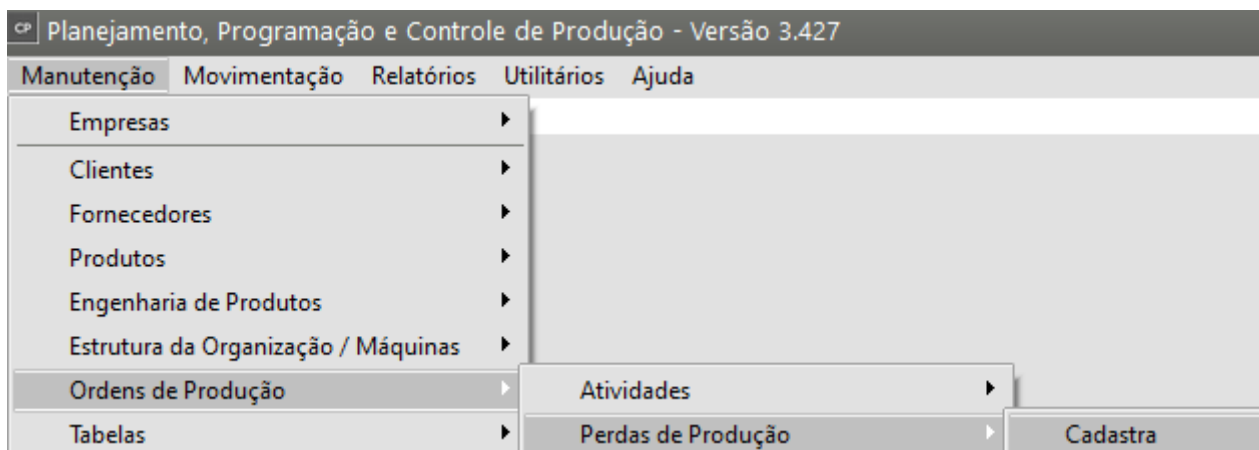 CP Planejamento, Programação e Controle de Produção - Versão 3.427
Manutenção Movimentação Relatórios Utilitários Ajuda
Empresas
Clientes
Fornecedores
Produtos
Engenharia de Produtos
Estrutura da Organização / Máquinas
Ordens de Produção Atividades
Tabelas Perdas de Produção Cadastra